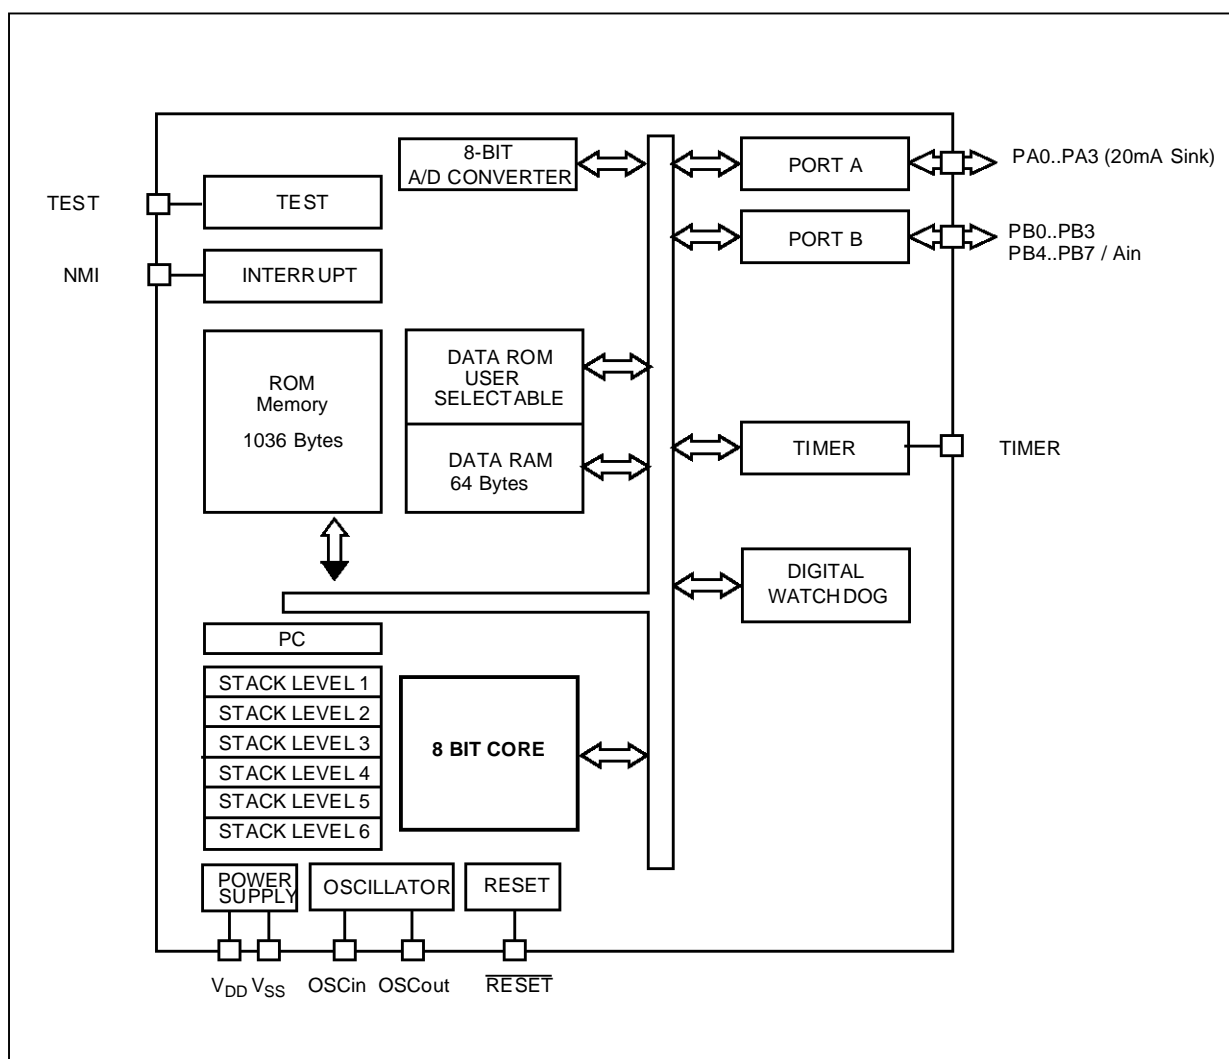 8-BIT
A/D CONVERTER
PORT A
PA0..PA3 (20mA Sink)
TEST
TEST
PORT B
PB0..PB3
PB4..PB7 / Ain
NMI
INTERRUPT
ROM
Memory
1036 Bytes
DATA ROM
USER
SELECTABLE
DATA RAM
64 Bytes
TIMER
TIMER
DIGITAL
WATCHDOG
PC
STACK LEVEL 1
STACK LEVEL 2
STACK LEVEL 3
STACK LEVEL 4
STACK LEVEL 5
STACK LEVEL 6
8 BIT CORE
POWER
SUPPLY
OSCILLATOR
RESET
VDD VSS OSCin OSCout RESET